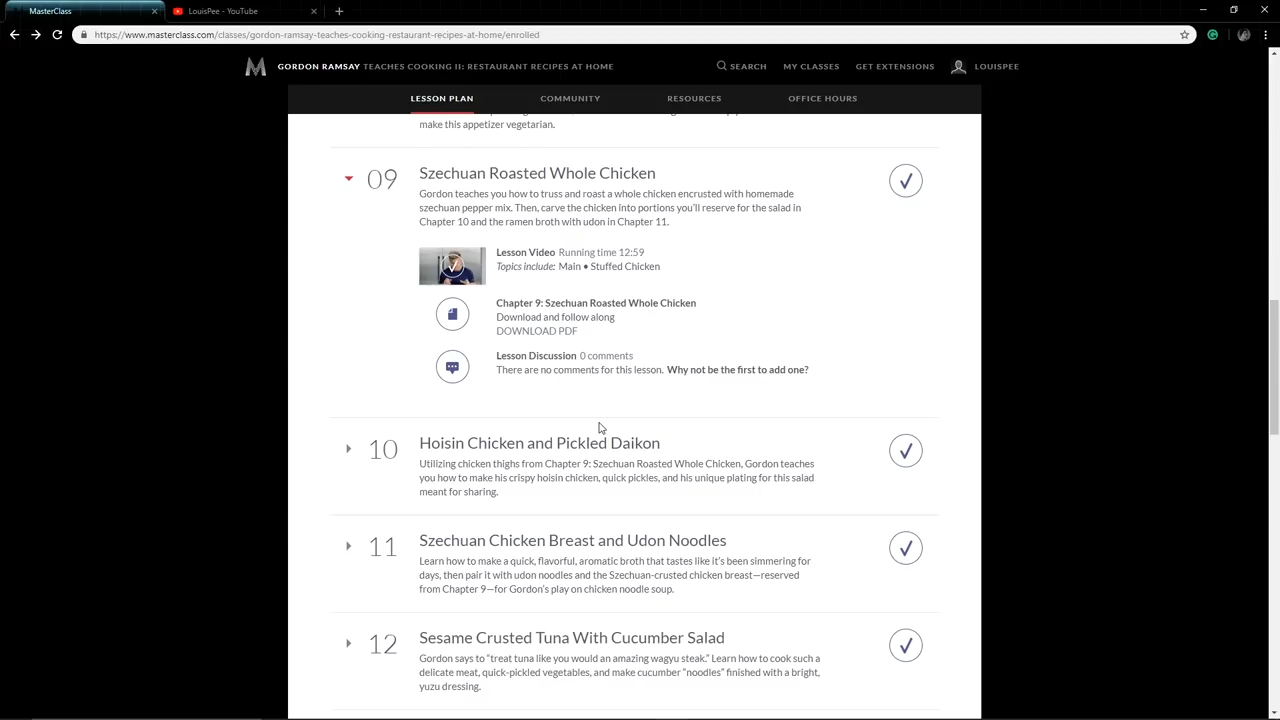 MasterClass
LouisPee - YouTube
https://www.masterclass.com/classes/gordon-ramsay-teaches-cooking-restaurant-recipes-at-home/enrolled
GORDON RAMSAY TEACHES COOKING II: RESTAURANT RECIPES AT HOME
SEARCH
MY CLASSES
GET EXTENSIONS
LOUISPEE
LESSON PLAN
COMMUNITY
RESOURCES
OFFICE HOURS
make this appetizer vegetarian.
09
Szechuan Roasted Whole Chicken
Gordon teaches you how to truss and roast a whole chicken encrusted with homemade
szechuan pepper mix. Then, carve the chicken into portions you'll reserve for the salad in
Chapter 10 and the ramen broth with udon in Chapter 11.
Lesson Video Running time 12:59
Topics include: Main • Stuffed Chicken
Chapter 9: Szechuan Roasted Whole Chicken
Download and follow along
DOWNLOAD PDF
Lesson Discussion 0 comments
There are no comments for this lesson. Why not be the first to add one?
10
Hoisin Chicken and Pickled Daikon
Utilizing chicken thighs from Chapter 9: Szechuan Roasted Whole Chicken, Gordon teaches
you how to make his crispy hoisin chicken, quick pickles, and his unique plating for this salad
meant for sharing.
11
Szechuan Chicken Breast and Udon Noodles
Learn how to make a quick, flavorful, aromatic broth that tastes like it's been simmering for
days, then pair it with udon noodles and the Szechuan-crusted chicken breast—reserved
from Chapter 9—for Gordon's play on chicken noodle soup.
12
Sesame Crusted Tuna With Cucumber Salad
Gordon says to “treat tuna like you would an amazing wagyu steak.” Learn how to cook such a
delicate meat, quick-pickled vegetables, and make cucumber “noodles” finished with a bright,
yuzu dressing.